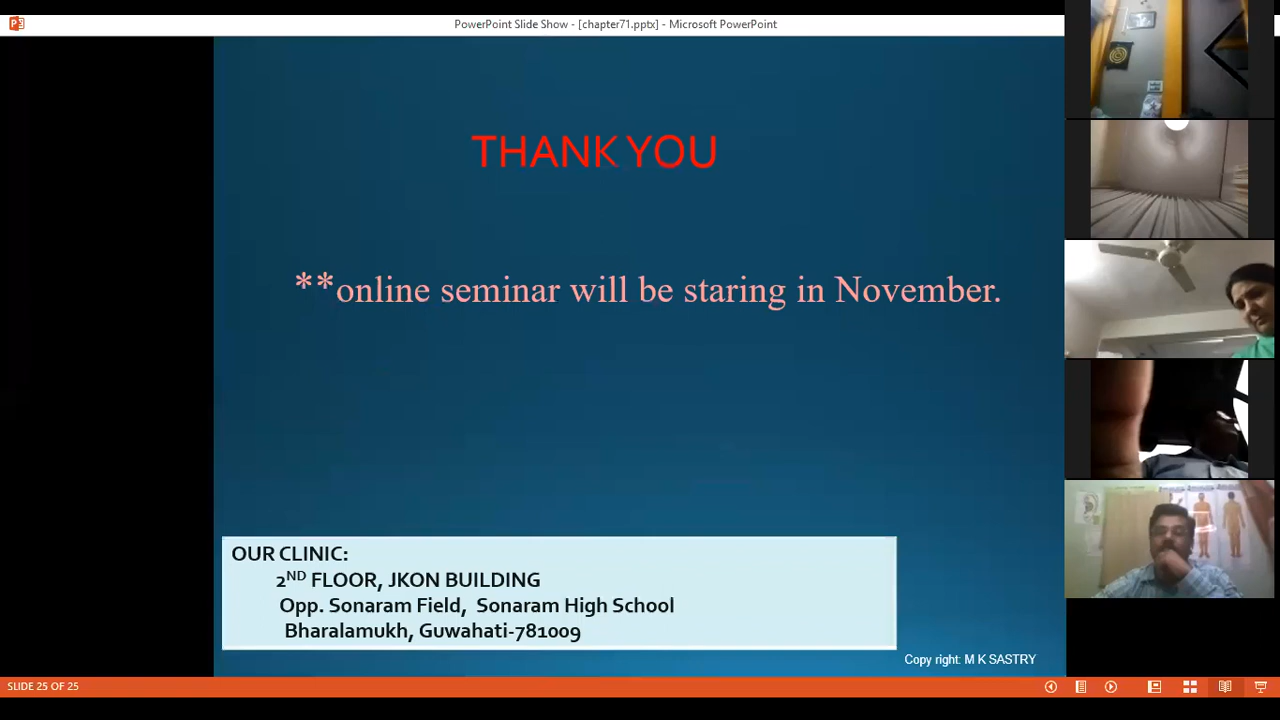 PowerPoint Slide Show - [chapter71.pptx] - Microsoft PowerPoint
THANK YOU
**online seminar will be staring in November.
OUR CLINIC:
2ND FLOOR, JKON BUILDING
Opp. Sonaram Field, Sonaram High School
Bharalamukh, Guwahati-781009
Copy right: M K SASTRY
SLIDE 25 OF 25